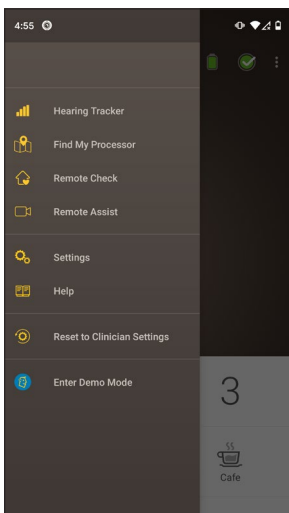 4:55
Hearing Tracker
Find My Processor
Remote Check
Remote Assist
Settings
Help
Reset to Clinician Settings
Enter Demo Mode
3
Cafe